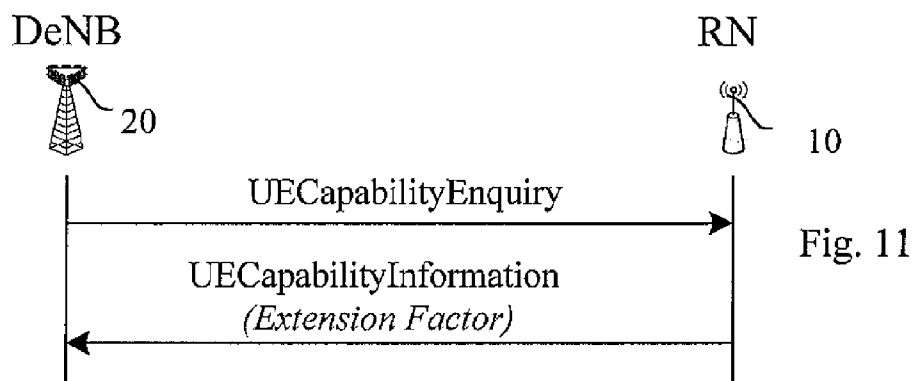 DeNB
RN
20
10
UECapabilityEnquiry
Fig. 11
UECapabilityInformation
(Extension Factor)